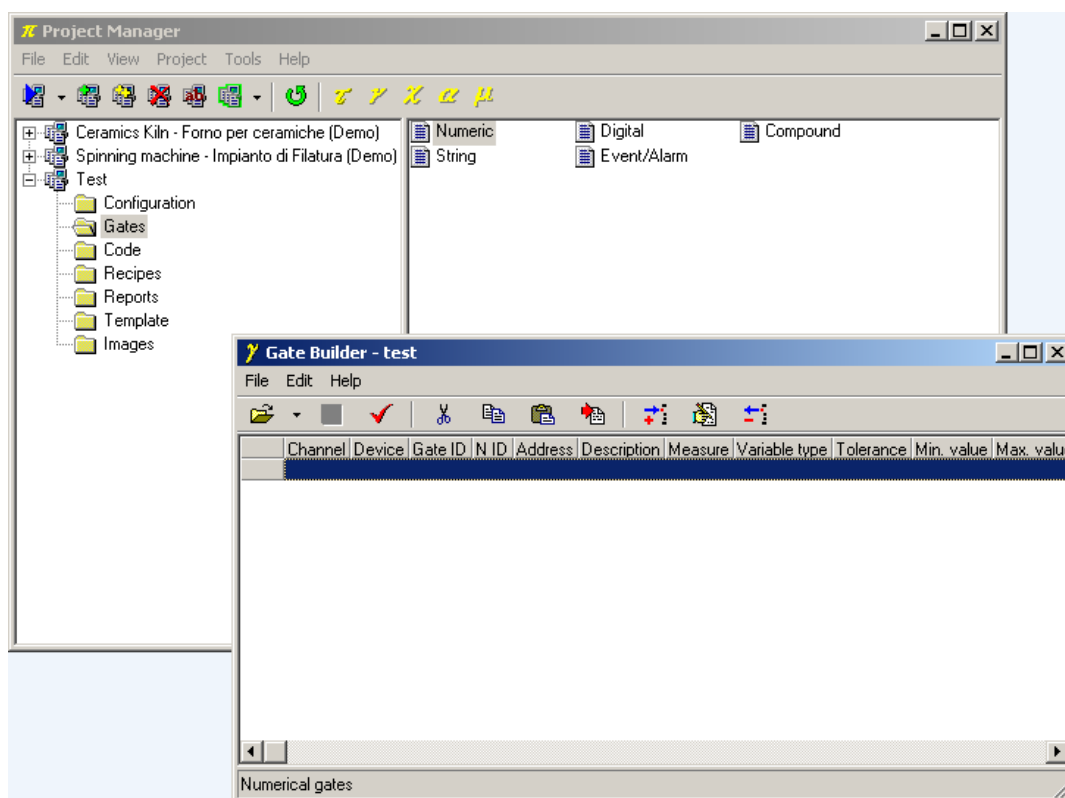 π Project Manager
File Edit View Project Tools Help
τ γ χ α μ
Ceramics Kiln - Forno per ceramiche (Demo)
Spinning machine - Impianto di Filatura (Demo)
Test
Configuration
Gates
Code
Recipes
Reports
Template
Images
Numeric Digital Compound
String Event/Alarm
γ Gate Builder - test
File Edit Help
Channel Device Gate ID N ID Address Description Measure Variable type Tolerance Min. value Max. valu
Numerical gates